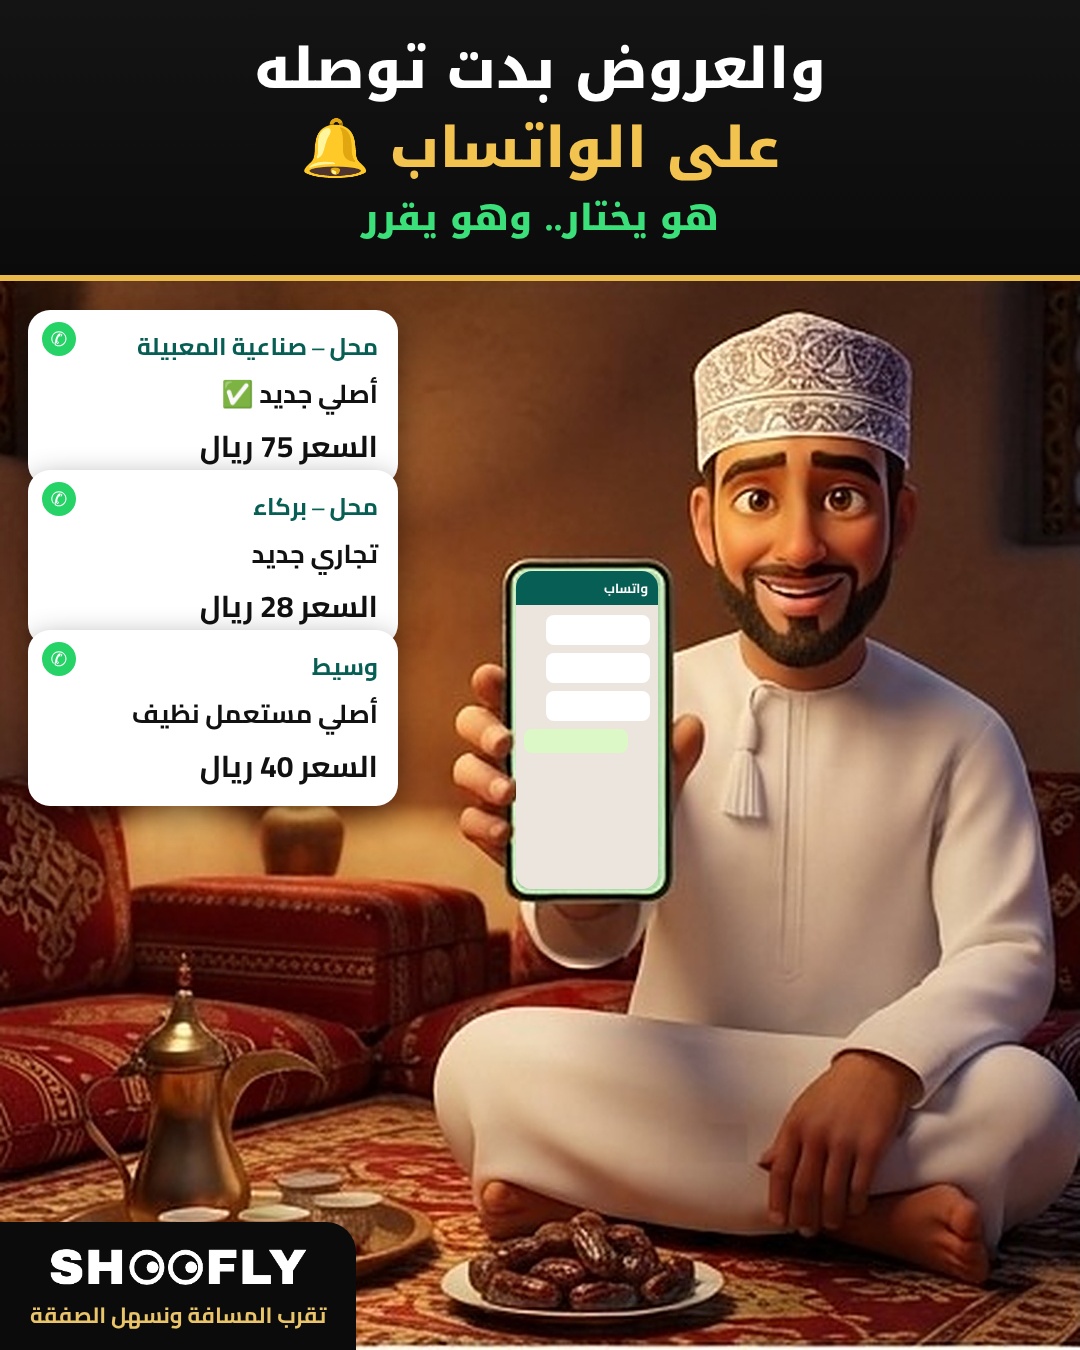 والعروض بدت توصله
على الواتساب 🔔
هو يختار.. وهو يقرر
محل – صناعية المعبيلة
أصلي جديد ✅
السعر 75 ريال
محل – بركاء
تجاري جديد
السعر 28 ريال
وسيط
أصلي مستعمل نظيف
السعر 40 ريال
واتساب
SHOOFLY
تقرب المسافة ونسهل الصفقة